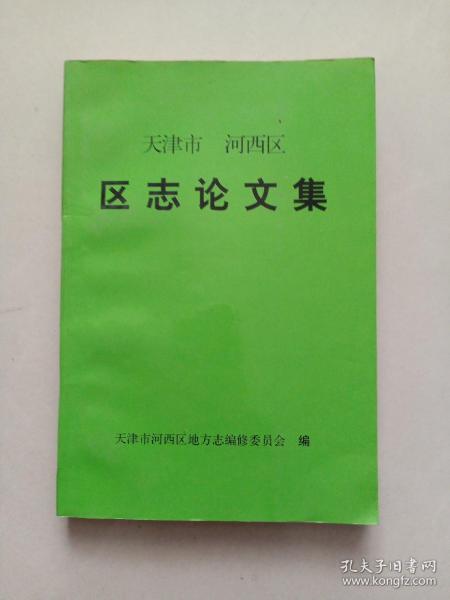 天津市 河西区
区志论文集
天津市河西区地方志编修委员会 编
孔夫子旧书网
www.kongfz.com